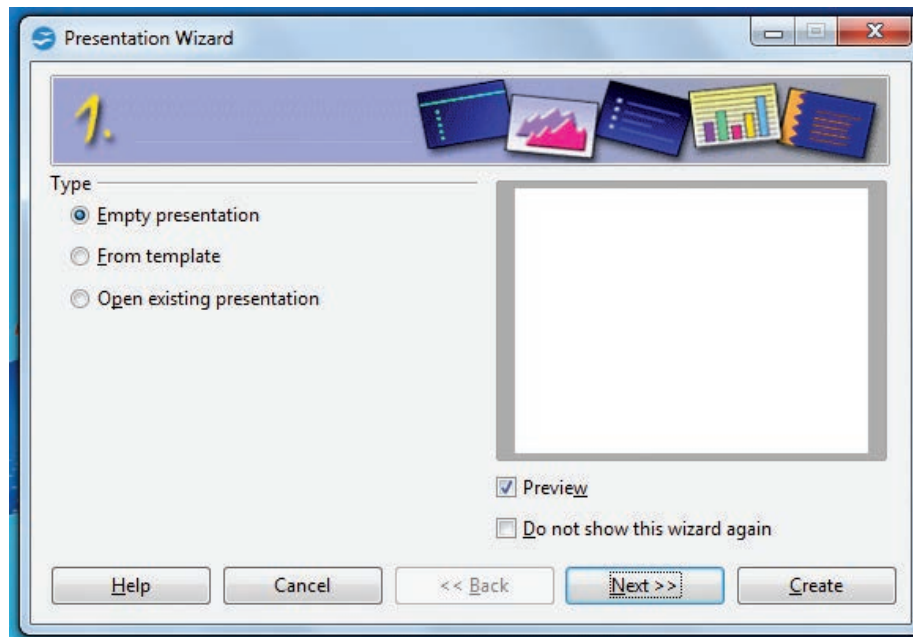 Presentation Wizard
1.
Type
Empty presentation
From template
Open existing presentation
Preview
Do not show this wizard again
Help Cancel << Back Next >> Create